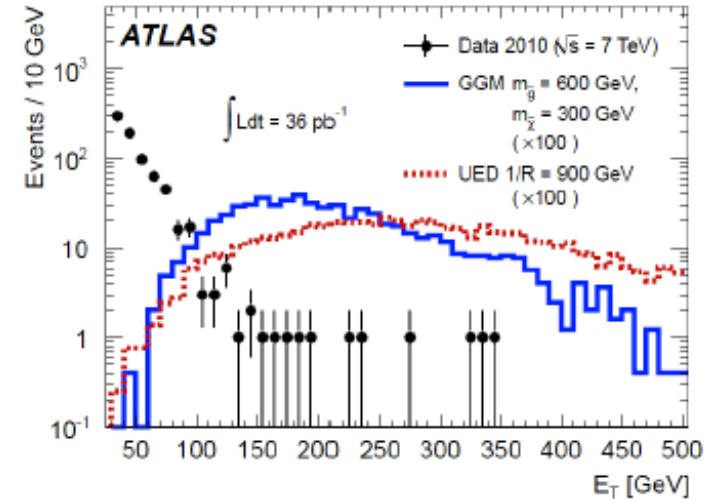 ATLAS
Data 2010 (√s = 7 TeV)
GGM m_g̃ = 600 GeV,
m_χ̃ = 300 GeV
(×100 )
UED 1/R = 900 GeV
(×100 )
∫Ldt = 36 pb⁻¹
Events / 10 GeV
10³
10²
10
1
10⁻¹
50 100 150 200 250 300 350 400 450 500
E_T [GeV]